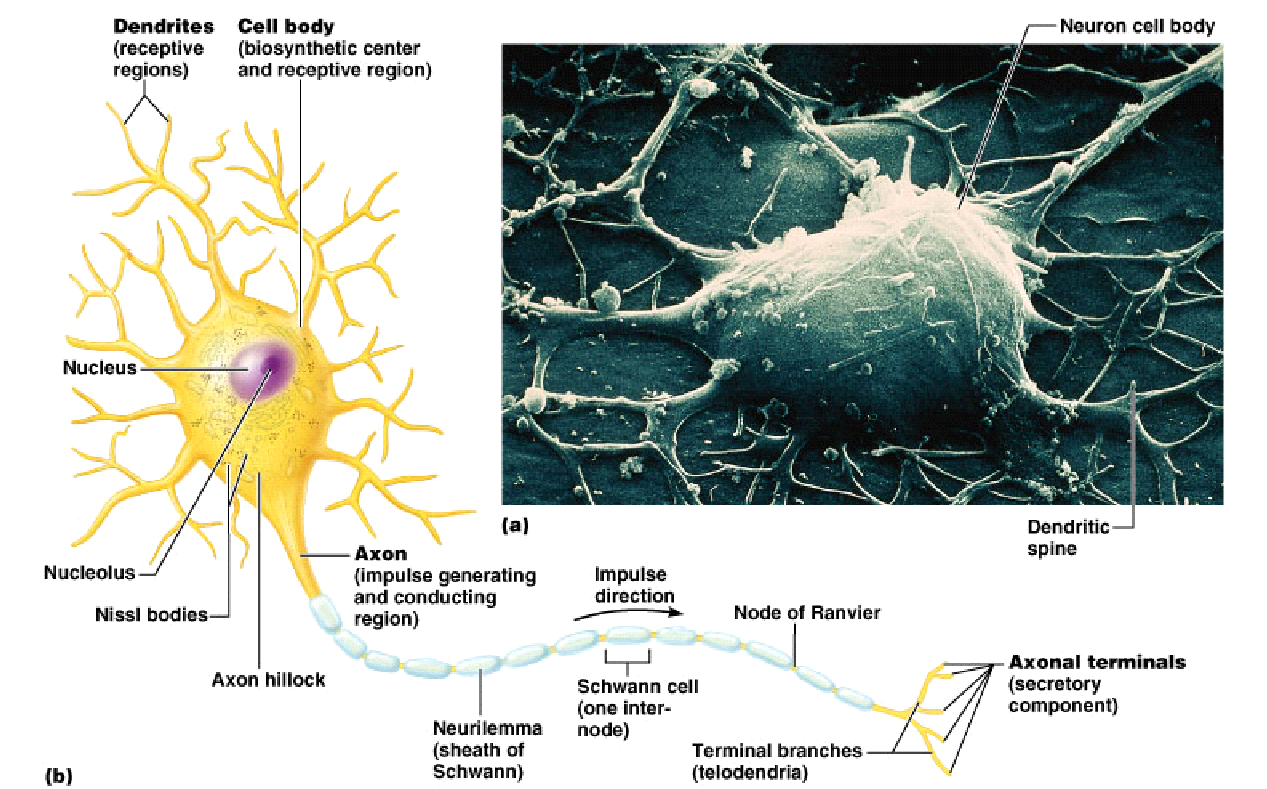 Dendrites
(receptive
regions)
Cell body
(biosynthetic center
and receptive region)
Neuron cell body
Nucleus
(a)
Dendritic
spine
Axon
(impulse generating
and conducting
region)
Nucleolus
Impulse
direction
Nissl bodies
Node of Ranvier
Axon hillock
Axonal terminals
(secretory
component)
Schwann cell
(one inter-
node)
Neurilemma
(sheath of
Schwann)
Terminal branches
(telodendria)
(b)